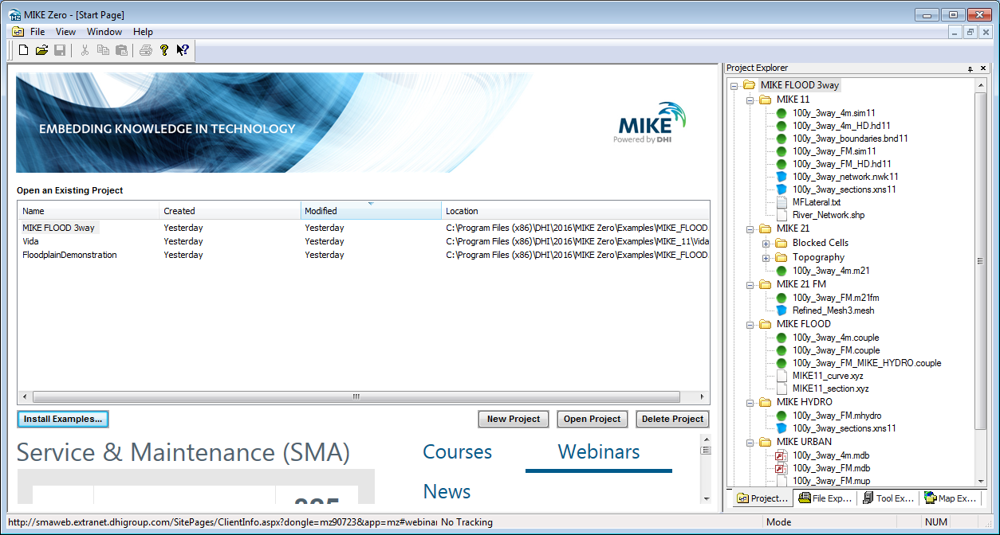 MIKE Zero - [Start Page]
File View Window Help
EMBEDDING KNOWLEDGE IN TECHNOLOGY
MIKE
Powered by DHI
Open an Existing Project
Name Created Modified Location
MIKE FLOOD 3way Yesterday Yesterday C:\Program Files (x86)\DHI\2016\MIKE Zero\Examples\MIKE_FLOOD
Vida Yesterday Yesterday C:\Program Files (x86)\DHI\2016\MIKE Zero\Examples\MIKE_11\Vida
FloodplainDemonstration Yesterday Yesterday C:\Program Files (x86)\DHI\2016\MIKE Zero\Examples\MIKE_FLOOD
Install Examples... New Project Open Project Delete Project
Service & Maintenance (SMA)
Courses Webinars
News
Project Explorer
MIKE FLOOD 3way
MIKE 11
100y_3way_4m.sim11
100y_3way_4m_HD.hd11
100y_3way_boundaries.bnd11
100y_3way_FM.sim11
100y_3way_FM_HD.hd11
100y_3way_network.nwk11
100y_3way_sections.xns11
MFLateral.txt
River_Network.shp
MIKE 21
Blocked Cells
Topography
100y_3way_4m.m21
MIKE 21 FM
100y_3way_FM.m21fm
Refined_Mesh3.mesh
MIKE FLOOD
100y_3way_4m.couple
100y_3way_FM.couple
100y_3way_FM_MIKE_HYDRO.couple
MIKE11_curve.xyz
MIKE11_section.xyz
MIKE HYDRO
100y_3way_FM.mhydro
100y_3way_sections.xns11
MIKE URBAN
100y_3way_4m.mdb
100y_3way_FM.mdb
100y_3way_FM.mup
Project... File Exp... Tool Ex... Map Ex...
http://smaweb.extranet.dhigroup.com/SitePages/ClientInfo.aspx?dongle=mz90723&app=mz#webinar No Tracking Mode NUM